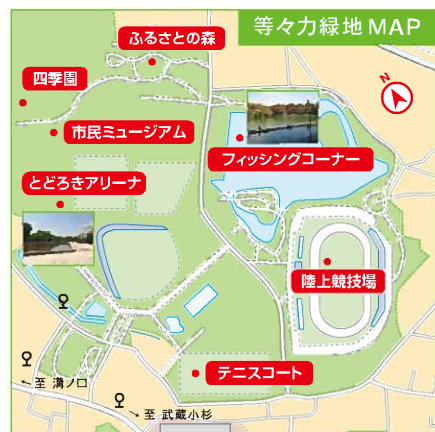 等々力緑地MAP
ふるさとの森
四季園
N
市民ミュージアム
フィッシングコーナー
とどろきアリーナ
陸上競技場
テニスコート
至 溝ノ口
至 武蔵小杉